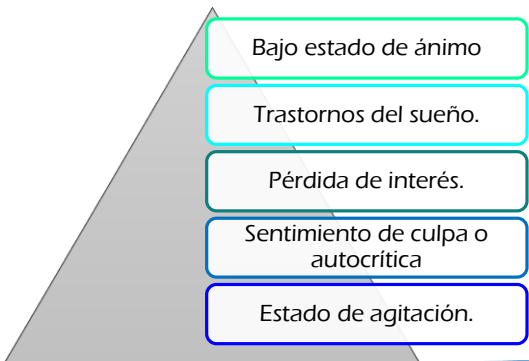 Bajo estado de ánimo
Trastornos del sueño.
Pérdida de interés.
Sentimiento de culpa o
autocrítica
Estado de agitación.